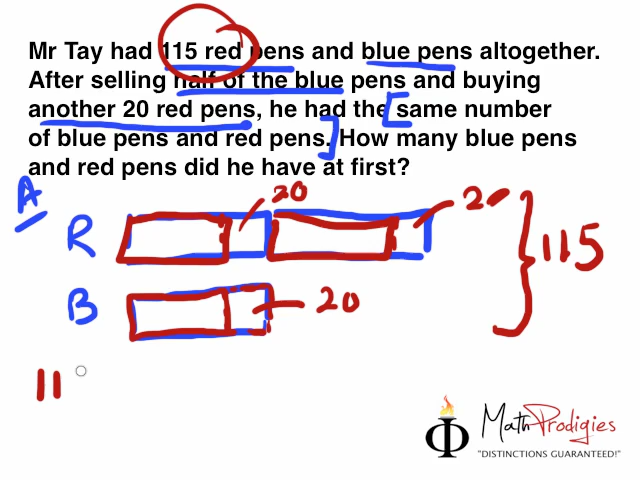 Mr Tay had 115 red pens and blue pens altogether.
After selling half of the blue pens and buying
another 20 red pens, he had the same number
of blue pens and red pens. How many blue pens
and red pens did he have at first?
A
20
20
R
115
B
20
11
Math Prodigies
"DISTINCTIONS GUARANTEED!"